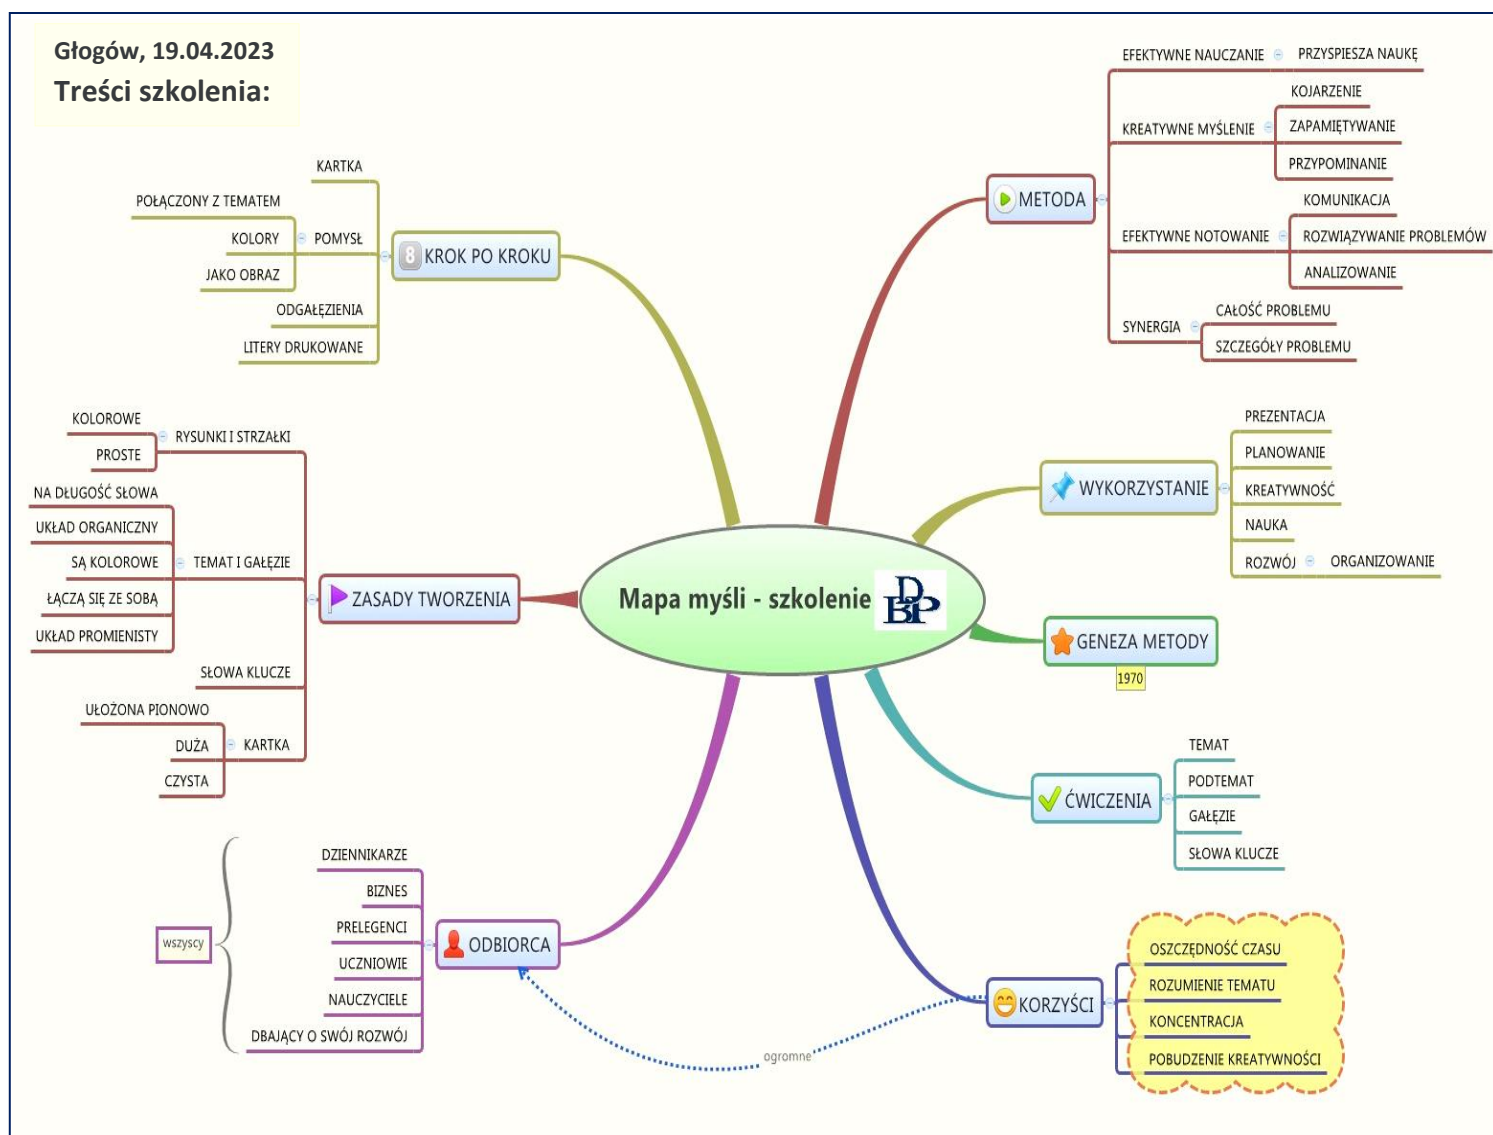 Głogów, 19.04.2023
Treści szkolenia:
Mapa myśli - szkolenie
DBP
METODA
EFEKTYWNE NAUCZANIE
PRZYSPIESZA NAUKĘ
KREATYWNE MYŚLENIE
KOJARZENIE
ZAPAMIĘTYWANIE
PRZYPOMINANIE
EFEKTYWNE NOTOWANIE
KOMUNIKACJA
ROZWIĄZYWANIE PROBLEMÓW
ANALIZOWANIE
SYNERGIA
CAŁOŚĆ PROBLEMU
SZCZEGÓŁY PROBLEMU
WYKORZYSTANIE
PREZENTACJA
PLANOWANIE
KREATYWNOŚĆ
NAUKA
ROZWÓJ
ORGANIZOWANIE
GENEZA METODY
1970
ĆWICZENIA
TEMAT
PODTEMAT
GAŁĘZIE
SŁOWA KLUCZE
KORZYŚCI
OSZCZĘDNOŚĆ CZASU
ROZUMIENIE TEMATU
KONCENTRACJA
POBUDZENIE KREATYWNOŚCI
ogromne
8 KROK PO KROKU
KARTKA
POMYSŁ
POŁĄCZONY Z TEMATEM
KOLORY
JAKO OBRAZ
ODGAŁĘZIENIA
LITERY DRUKOWANE
ZASADY TWORZENIA
RYSUNKI I STRZAŁKI
KOLOROWE
PROSTE
TEMAT I GAŁĘZIE
NA DŁUGOŚĆ SŁOWA
UKŁAD ORGANICZNY
SĄ KOLOROWE
ŁĄCZĄ SIĘ ZE SOBĄ
UKŁAD PROMIENISTY
SŁOWA KLUCZE
KARTKA
UŁOŻONA PIONOWO
DUŻA
CZYSTA
ODBIORCA
DZIENNIKARZE
BIZNES
PRELEGENCI
UCZNIOWIE
NAUCZYCIELE
DBAJĄCY O SWÓJ ROZWÓJ
wszyscy